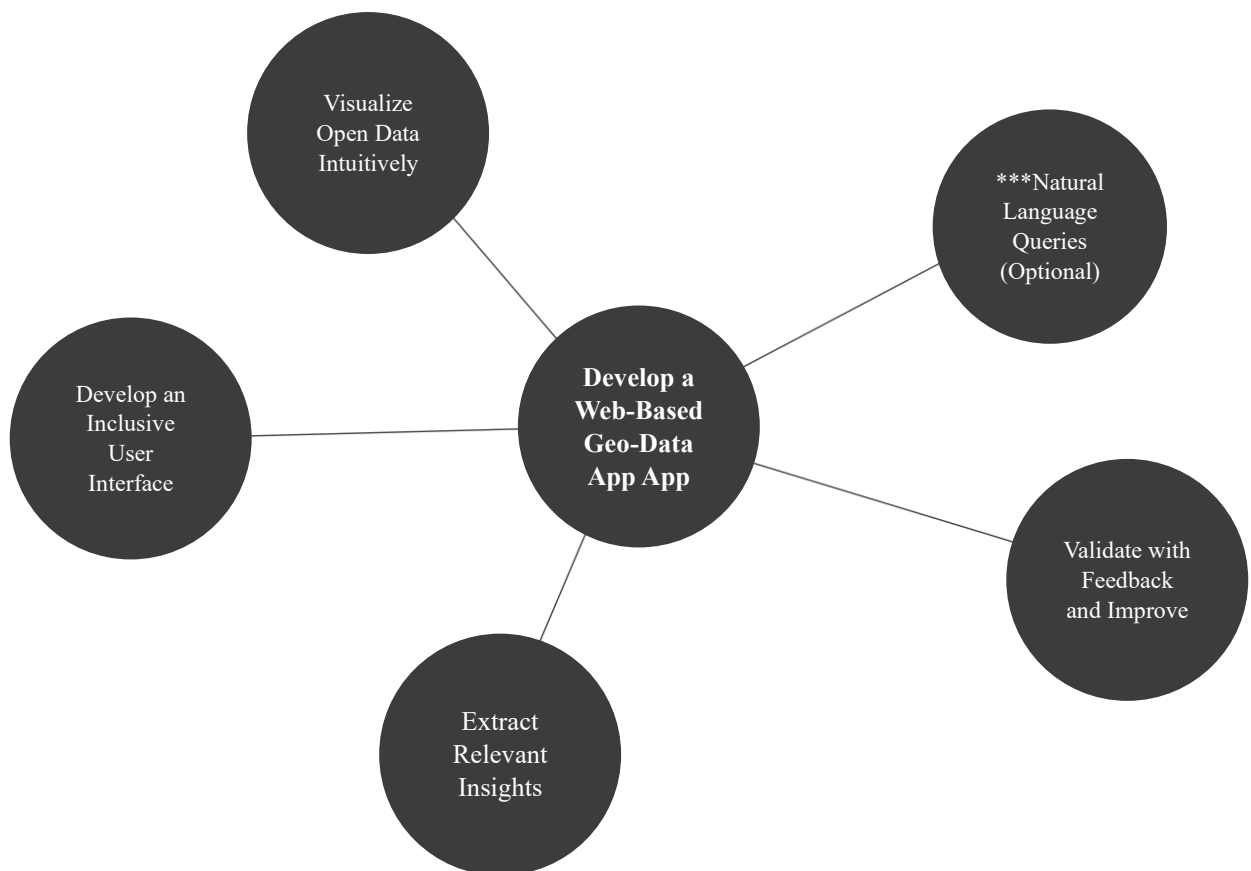 Visualize
Open Data
Intuitively
***Natural
Language
Queries
(Optional)
Develop an
Inclusive
User
Interface
Develop a
Web-Based
Geo-Data
App App
Validate with
Feedback
and Improve
Extract
Relevant
Insights